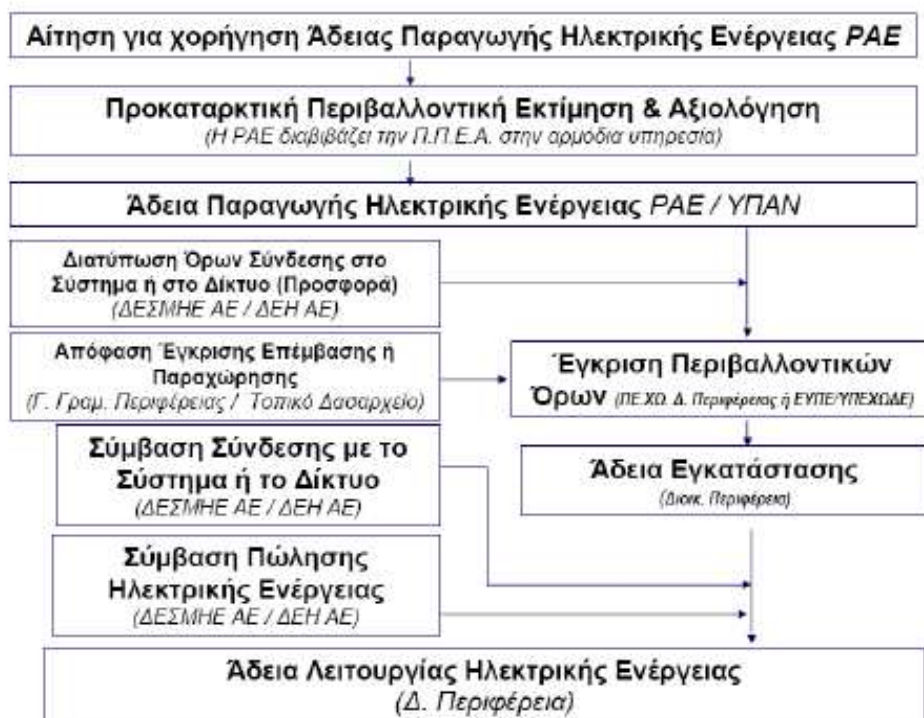 Αίτηση για χορήγηση Άδειας Παραγωγής Ηλεκτρικής Ενέργειας ΡΑΕ
Προκαταρκτική Περιβαλλοντική Εκτίμηση & Αξιολόγηση
(Η ΡΑΕ διαβιβάζει την Π.Π.Ε.Α. στην αρμόδια υπηρεσία)
Άδεια Παραγωγής Ηλεκτρικής Ενέργειας ΡΑΕ / ΥΠΑΝ
Διατύπωση Όρων Σύνδεσης στο
Σύστημα ή στο Δίκτυο (Προσφορά)
(ΔΕΣΜΗΕ ΑΕ / ΔΕΗ ΑΕ)
Απόφαση Έγκρισης Επέμβασης ή
Παραχώρησης
(Γ. Γραμ. Περιφέρειας / Τοπικό Δασαρχείο)
Έγκριση Περιβαλλοντικών
Όρων (ΠΕ.ΧΩ. Δ. Περιφέρειας ή ΕΥΠΕ/ΥΠΕΧΩΔΕ)
Σύμβαση Σύνδεσης με το
Σύστημα ή το Δίκτυο
(ΔΕΣΜΗΕ ΑΕ / ΔΕΗ ΑΕ)
Άδεια Εγκατάστασης
(Διοικ. Περιφέρεια)
Σύμβαση Πώλησης
Ηλεκτρικής Ενέργειας
(ΔΕΣΜΗΕ ΑΕ / ΔΕΗ ΑΕ)
Άδεια Λειτουργίας Ηλεκτρικής Ενέργειας
(Δ. Περιφέρεια)